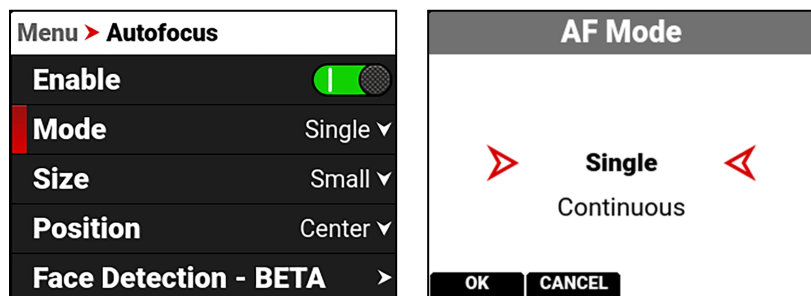 Menu > Autofocus
Enable
Mode Single
Size Small
Position Center
Face Detection - BETA
AF Mode
Single
Continuous
OK CANCEL